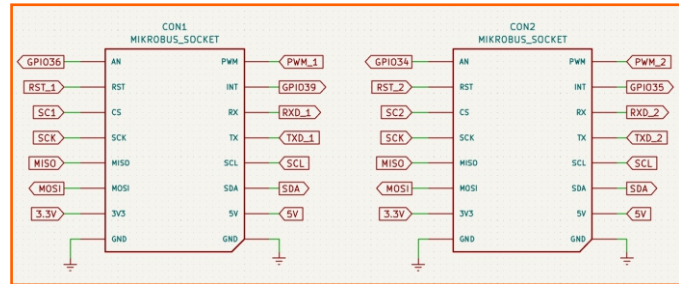 CON1
MIKROBUS_SOCKET
GPIO36 AN PWM PWM_1
RST_1 RST INT GPIO39
SC1 CS RX RXD_1
SCK SCK TX TXD_1
MISO MISO SCL SCL
MOSI MOSI SDA SDA
3.3V 3V3 5V 5V
GND GND
CON2
MIKROBUS_SOCKET
GPIO34 AN PWM PWM_2
RST_2 RST INT GPIO35
SC2 CS RX RXD_2
SCK SCK TX TXD_2
MISO MISO SCL SCL
MOSI MOSI SDA SDA
3.3V 3V3 5V 5V
GND GND